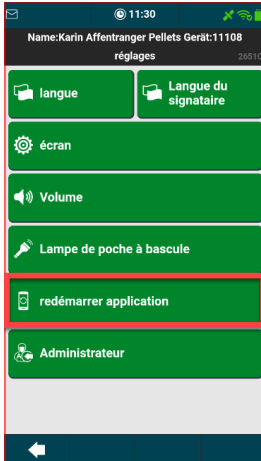 11:30
Name:Karin Affentranger Pellets Gerät:11108
réglages 26510
langue
Langue du
signataire
écran
Volume
Lampe de poche à bascule
redémarrer application
Administrateur